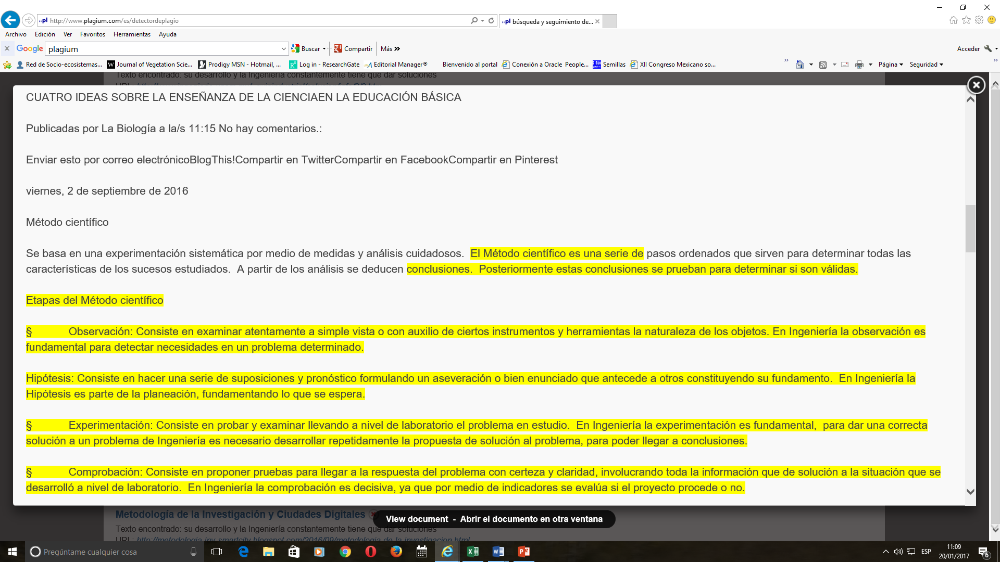 http://www.plagium.com/es/detectordeplagio
búsqueda y seguimiento de...
Archivo Edición Ver Favoritos Herramientas Ayuda
x Google plagium Buscar Compartir Más » Acceder
Red de Socio-ecosistemas... Journal of Vegetation Scie... Prodigy MSN - Hotmail, ... Log in - ResearchGate Editorial Manager® Bienvenido al portal Conexión a Oracle People... Semillas XII Congreso Mexicano so... Página Seguridad
Texto encontrado: su desarrollo y la Ingeniería constantemente tiene que dar soluciones
CUATRO IDEAS SOBRE LA ENSEÑANZA DE LA CIENCIAEN LA EDUCACIÓN BÁSICA
Publicadas por La Biología a la/s 11:15 No hay comentarios.:
Enviar esto por correo electrónicoBlogThis!Compartir en TwitterCompartir en FacebookCompartir en Pinterest
viernes, 2 de septiembre de 2016
Método científico
Se basa en una experimentación sistemática por medio de medidas y análisis cuidadosos.  El Método científico es una serie de pasos ordenados que sirven para determinar todas las
características de los sucesos estudiados.  A partir de los análisis se deducen conclusiones.  Posteriormente estas conclusiones se prueban para determinar si son válidas.
Etapas del Método científico
§ Observación: Consiste en examinar atentamente a simple vista o con auxilio de ciertos instrumentos y herramientas la naturaleza de los objetos. En Ingeniería la observación es
fundamental para detectar necesidades en un problema determinado.
Hipótesis: Consiste en hacer una serie de suposiciones y pronóstico formulando un aseveración o bien enunciado que antecede a otros constituyendo su fundamento.  En Ingeniería la
Hipótesis es parte de la planeación, fundamentando lo que se espera.
§ Experimentación: Consiste en probar y examinar llevando a nivel de laboratorio el problema en estudio.  En Ingeniería la experimentación es fundamental,  para dar una correcta
solución a un problema de Ingeniería es necesario desarrollar repetidamente la propuesta de solución al problema, para poder llegar a conclusiones.
§ Comprobación: Consiste en proponer pruebas para llegar a la respuesta del problema con certeza y claridad, involucrando toda la información que de solución a la situación que se
desarrolló a nivel de laboratorio.  En Ingeniería la comprobación es decisiva, ya que por medio de indicadores se evalúa si el proyecto procede o no.
Metodología de la Investigación y Ciudades Digitales
View document - Abrir el documento en otra ventana
Texto encontrado: su desarrollo y la Ingeniería constantemente tiene que dar soluciones
URL: http://metodologia-inv-smartcity.blogspot.com/2016/09/metodologia-de-la-investigacion.html
Pregúntame cualquier cosa
ESP
11:09
20/01/2017
6